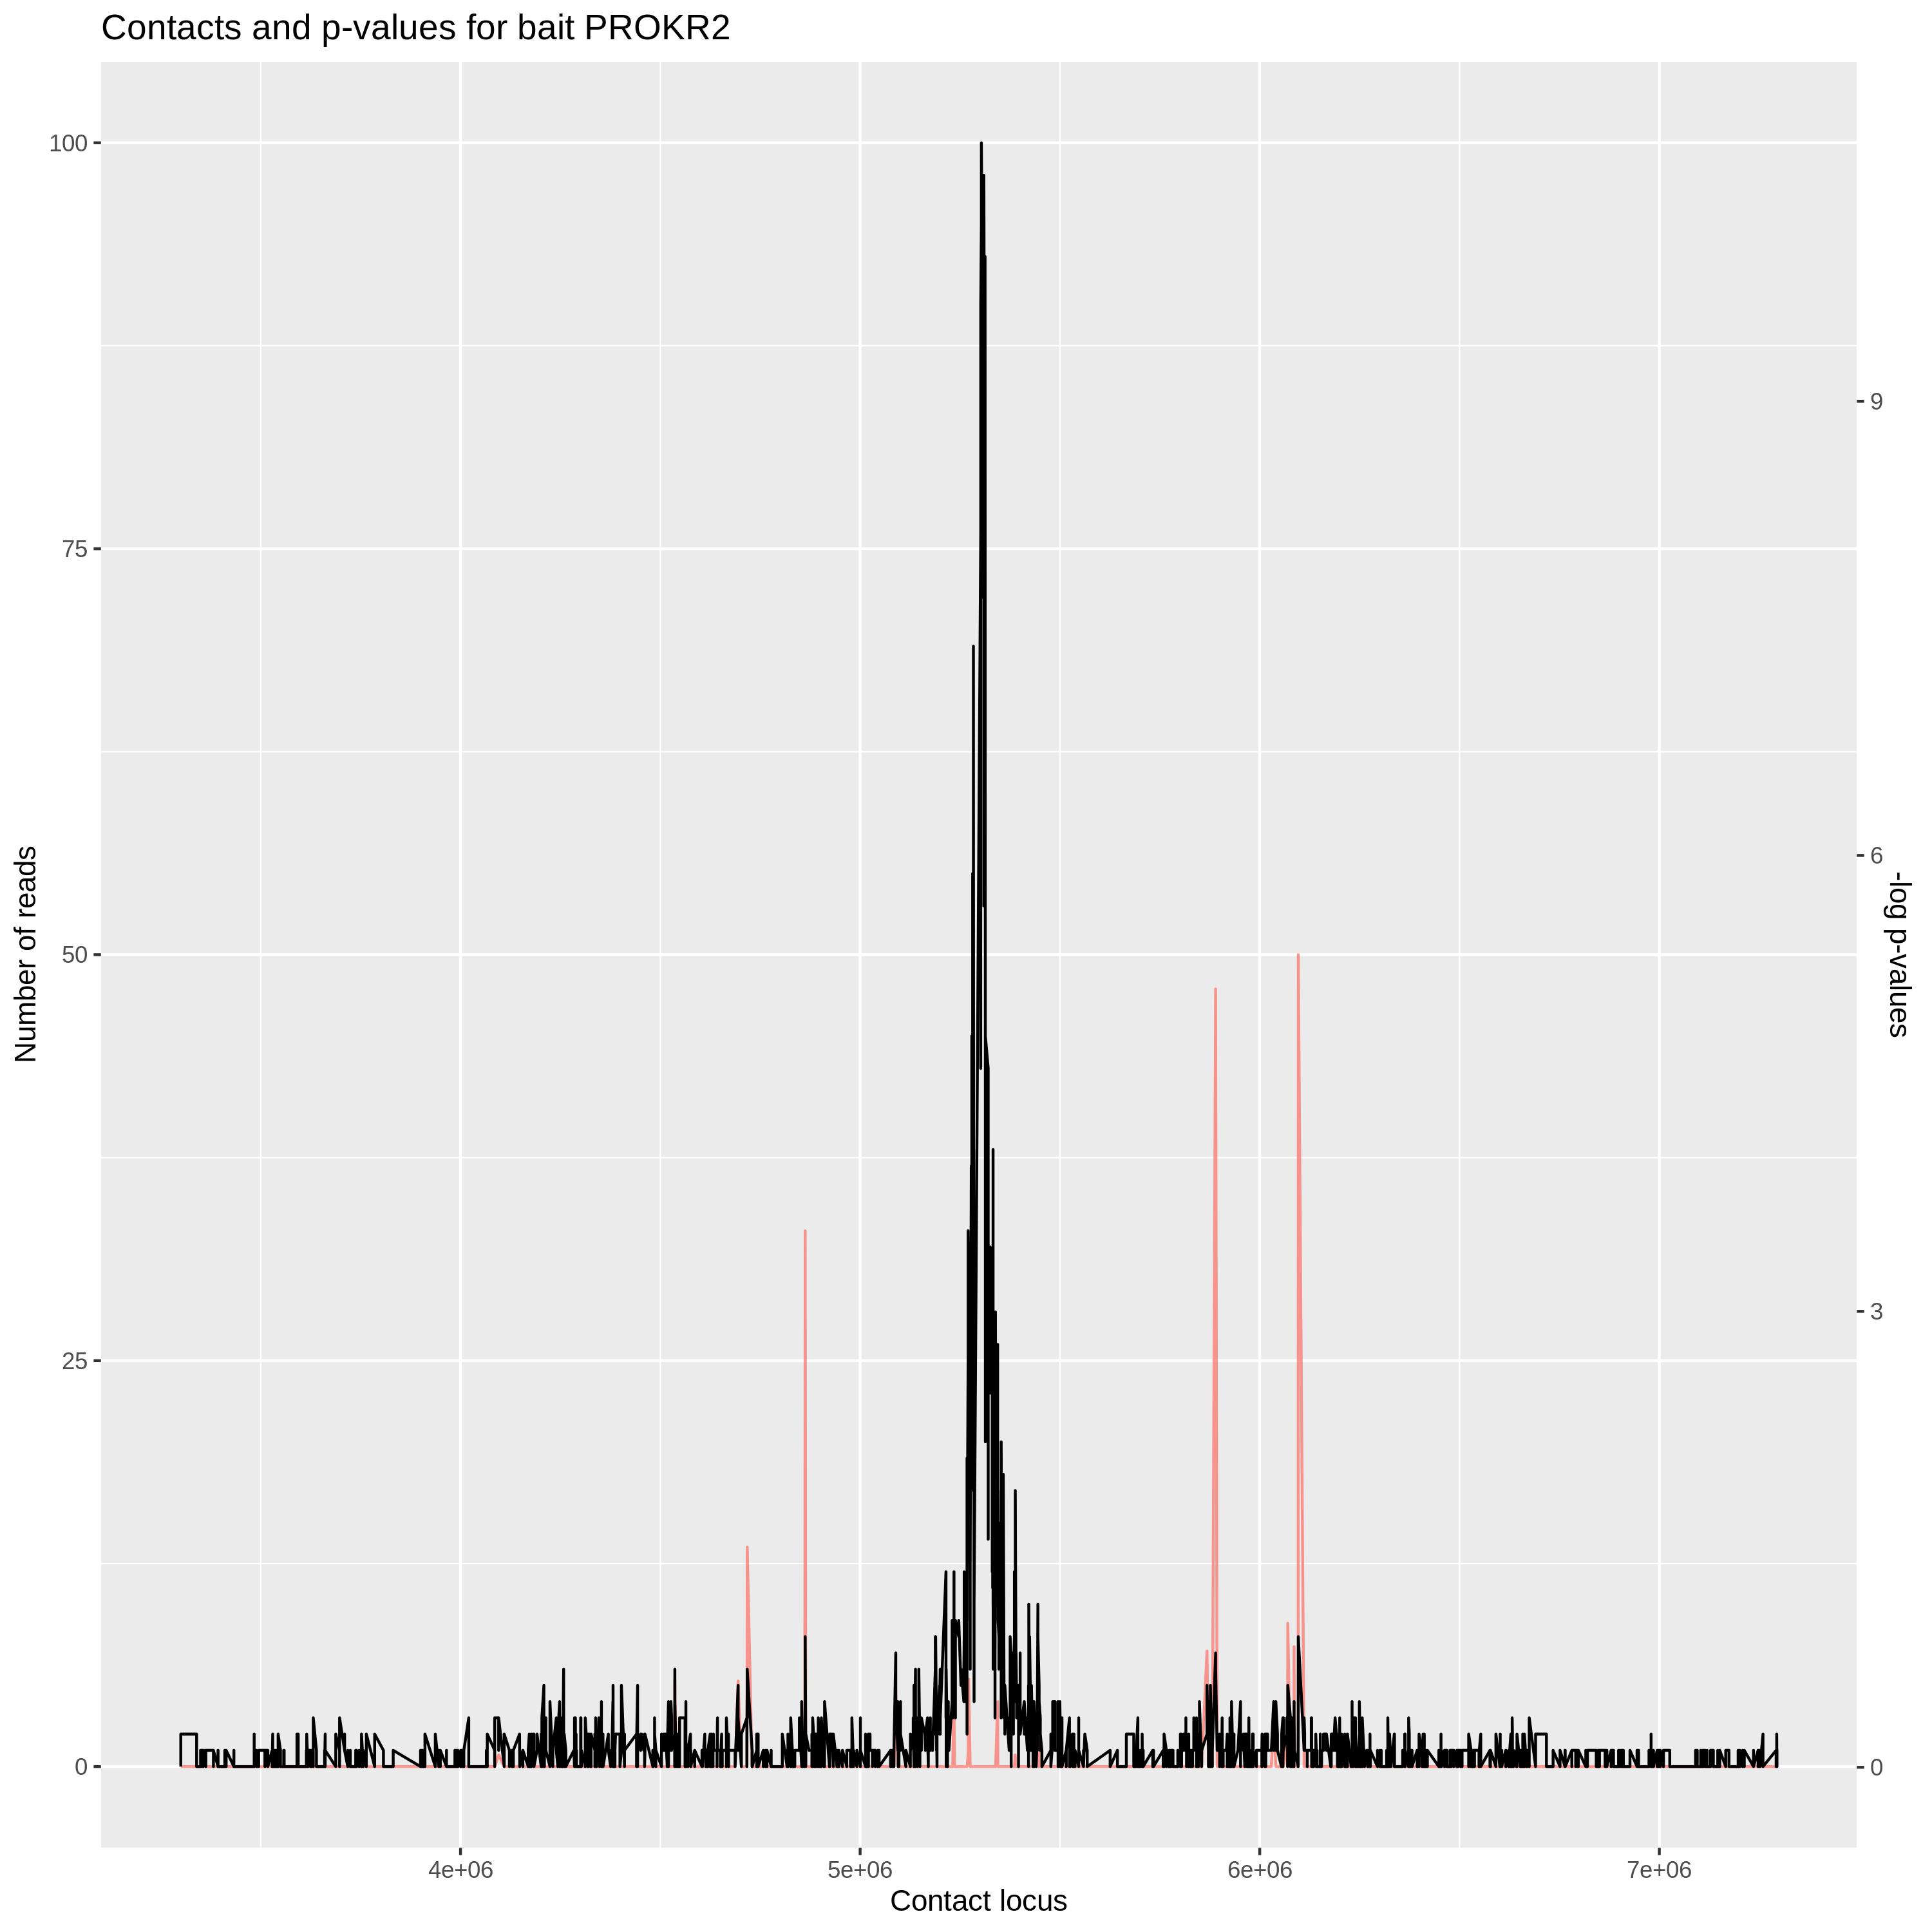 Contacts and p-values for bait PROKR2
100
75
50
25
0
Number of reads
9
6
3
0
-log p-values
4e+06
5e+06
6e+06
7e+06
Contact locus